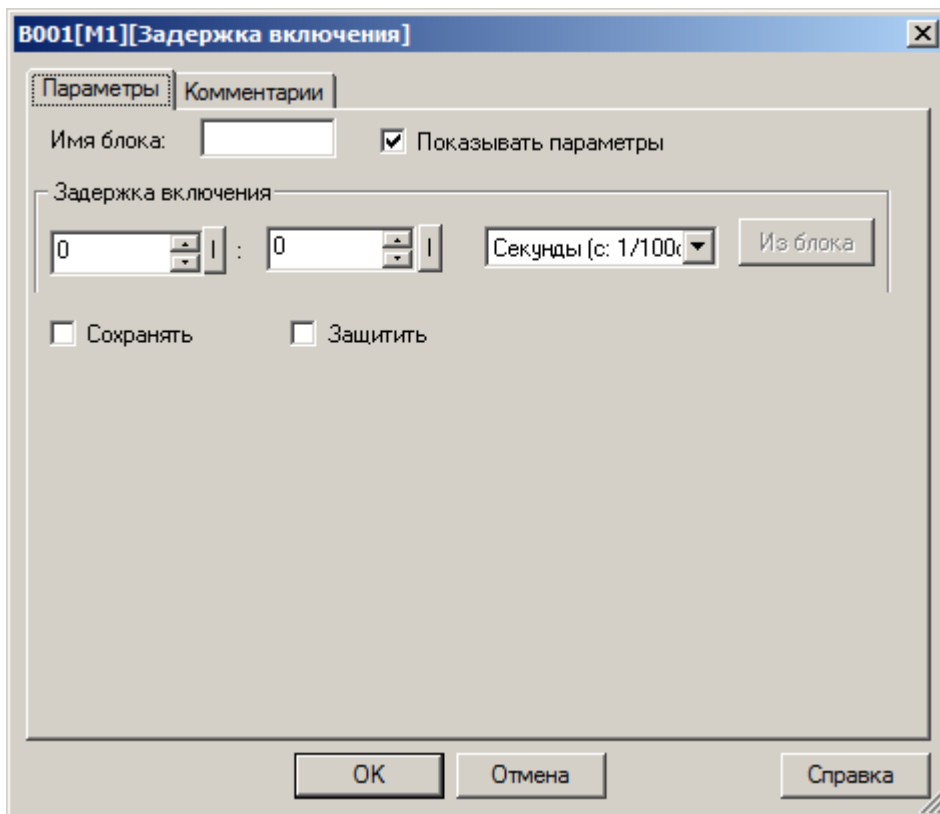 B001[M1][Задержка включения]
Параметры Комментарии
Имя блока: Показывать параметры
Задержка включения
0 : 0 Секунды (с: 1/100с Из блока
Сохранять Защитить
OK Отмена Справка